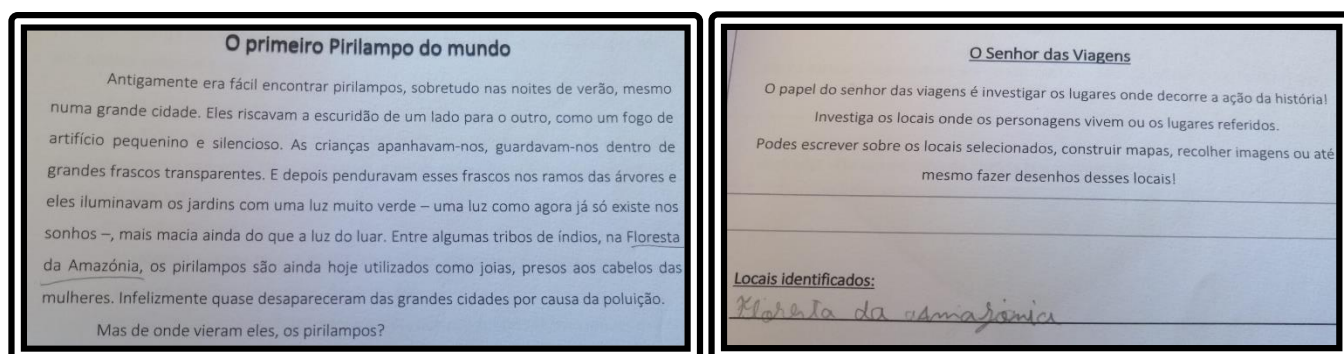 O primeiro Pirilampo do mundo
Antigamente era fácil encontrar pirilampos, sobretudo nas noites de verão, mesmo
numa grande cidade. Eles riscavam a escuridão de um lado para o outro, como um fogo de
artifício pequenino e silencioso. As crianças apanhavam-nos, guardavam-nos dentro de
grandes frascos transparentes. E depois penduravam esses frascos nos ramos das árvores e
eles iluminavam os jardins com uma luz muito verde – uma luz como agora já só existe nos
sonhos –, mais macia ainda do que a luz do luar. Entre algumas tribos de índios, na Floresta
da Amazónia, os pirilampos são ainda hoje utilizados como joias, presos aos cabelos das
mulheres. Infelizmente quase desapareceram das grandes cidades por causa da poluição.
Mas de onde vieram eles, os pirilampos?
O Senhor das Viagens
O papel do senhor das viagens é investigar os lugares onde decorre a ação da história!
Investiga os locais onde os personagens vivem ou os lugares referidos.
Podes escrever sobre os locais selecionados, construir mapas, recolher imagens ou até
mesmo fazer desenhos desses locais!
Locais identificados:
Floresta da amazónia